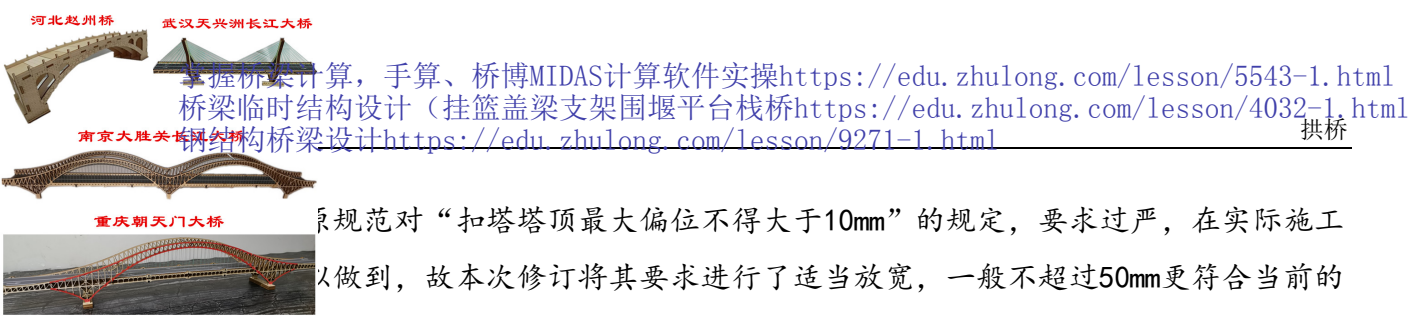 河北赵州桥
武汉天兴洲长江大桥
掌握桥梁计算，手算、桥博MIDAS计算软件实操https://edu.zhulong.com/lesson/5543-1.html
桥梁临时结构设计（挂篮盖梁支架围堰平台栈桥https://edu.zhulong.com/lesson/4032-1.html
南京大胜关长江大桥
钢结构桥梁设计https://edu.zhulong.com/lesson/9271-1.html
拱桥
原规范对“扣塔塔顶最大偏位不得大于10mm”的规定，要求过严，在实际施工
重庆朝天门大桥
以做到，故本次修订将其要求进行了适当放宽，一般不超过50mm更符合当前的